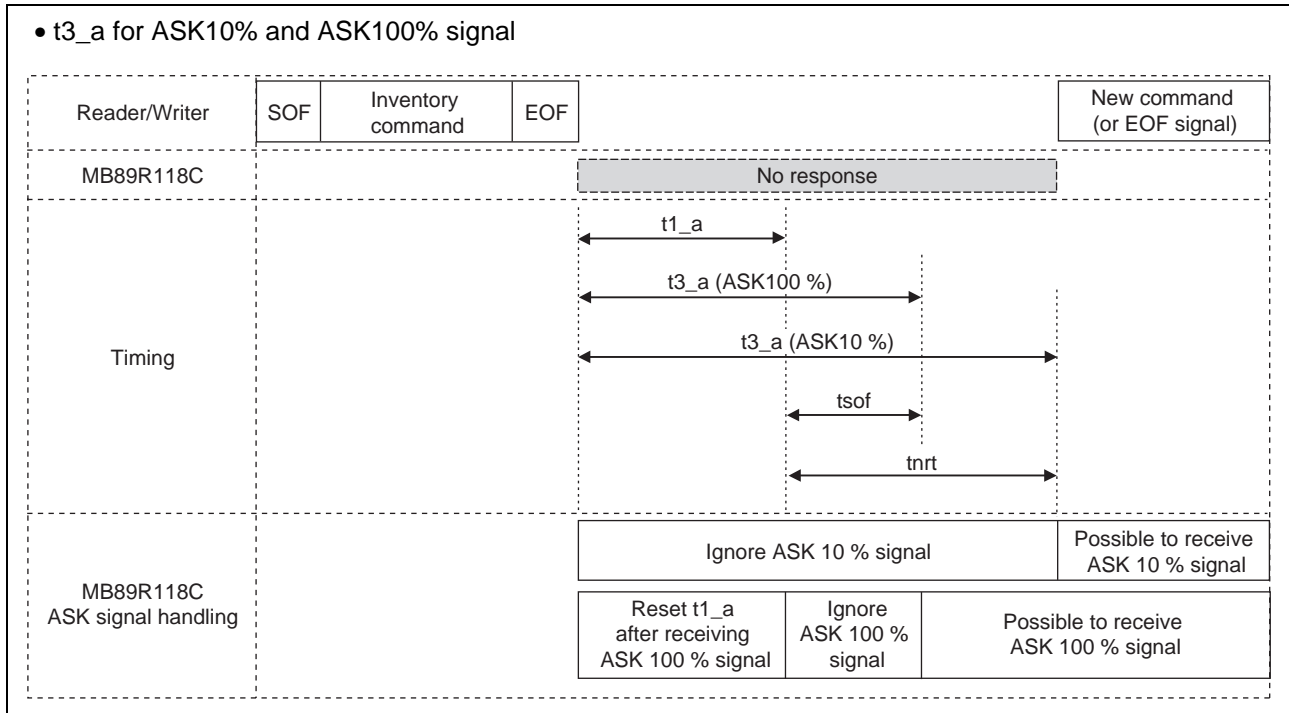 • t3_a for ASK10% and ASK100% signal
Reader/Writer
SOF
Inventory
command
EOF
New command
(or EOF signal)
MB89R118C
No response
Timing
t1_a
t3_a (ASK100 %)
t3_a (ASK10 %)
tsof
tnrt
MB89R118C
ASK signal handling
Ignore ASK 10 % signal
Possible to receive
ASK 10 % signal
Reset t1_a
after receiving
ASK 100 % signal
Ignore
ASK 100 %
signal
Possible to receive
ASK 100 % signal